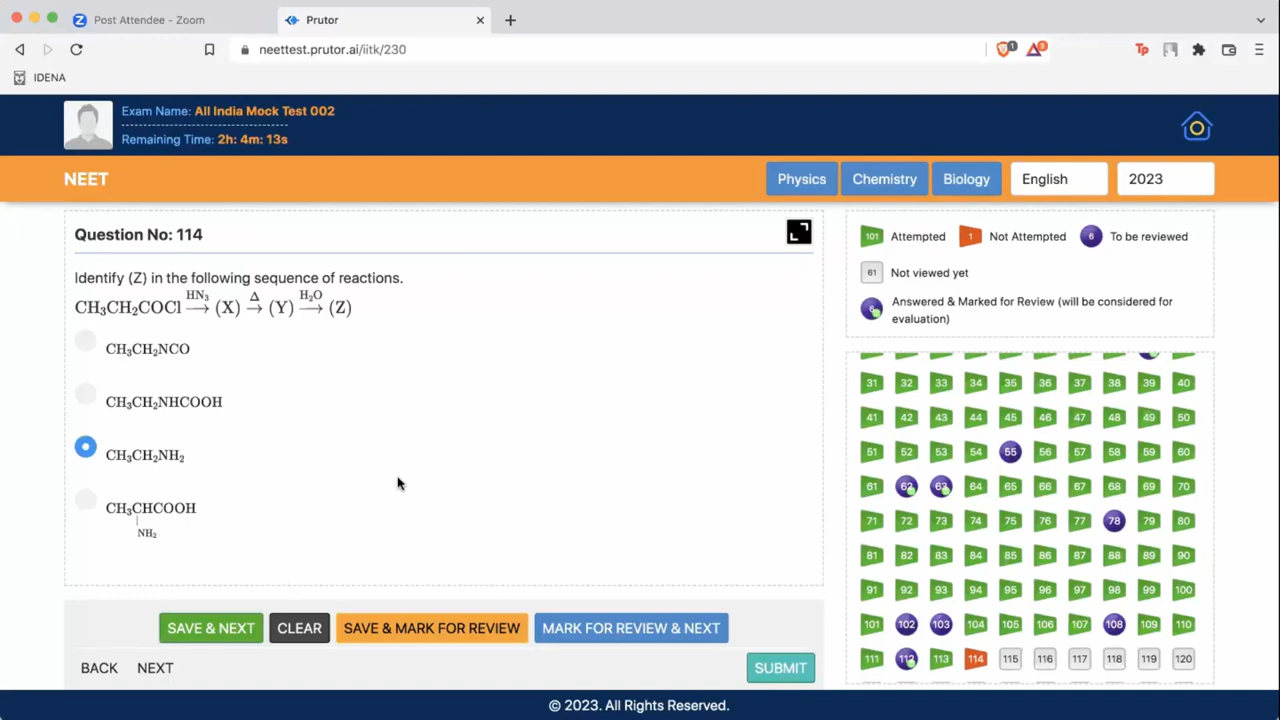 Post Attendee - Zoom
Prutor
neettest.prutor.ai/iitk/230
IDENA
Exam Name: All India Mock Test 002
Remaining Time: 2h: 4m: 13s
NEET
Physics
Chemistry
Biology
English
2023
Question No: 114
Identify (Z) in the following sequence of reactions.
CH₃CH₂COCl —HN₃→ (X) —Δ→ (Y) —H₂O→ (Z)
CH₃CH₂NCO
CH₃CH₂NHCOOH
CH₃CH₂NH₂
CH₃CHCOOH
NH₂
SAVE & NEXT
CLEAR
SAVE & MARK FOR REVIEW
MARK FOR REVIEW & NEXT
BACK
NEXT
SUBMIT
101 Attempted
1 Not Attempted
6 To be reviewed
61 Not viewed yet
Answered & Marked for Review (will be considered for
evaluation)
31 32 33 34 35 36 37 38 39 40
41 42 43 44 45 46 47 48 49 50
51 52 53 54 55 56 57 58 59 60
61 62 63 64 65 66 67 68 69 70
71 72 73 74 75 76 77 78 79 80
81 82 83 84 85 86 87 88 89 90
91 92 93 94 95 96 97 98 99 100
101 102 103 104 105 106 107 108 109 110
111 112 113 114 115 116 117 118 119 120
© 2023. All Rights Reserved.